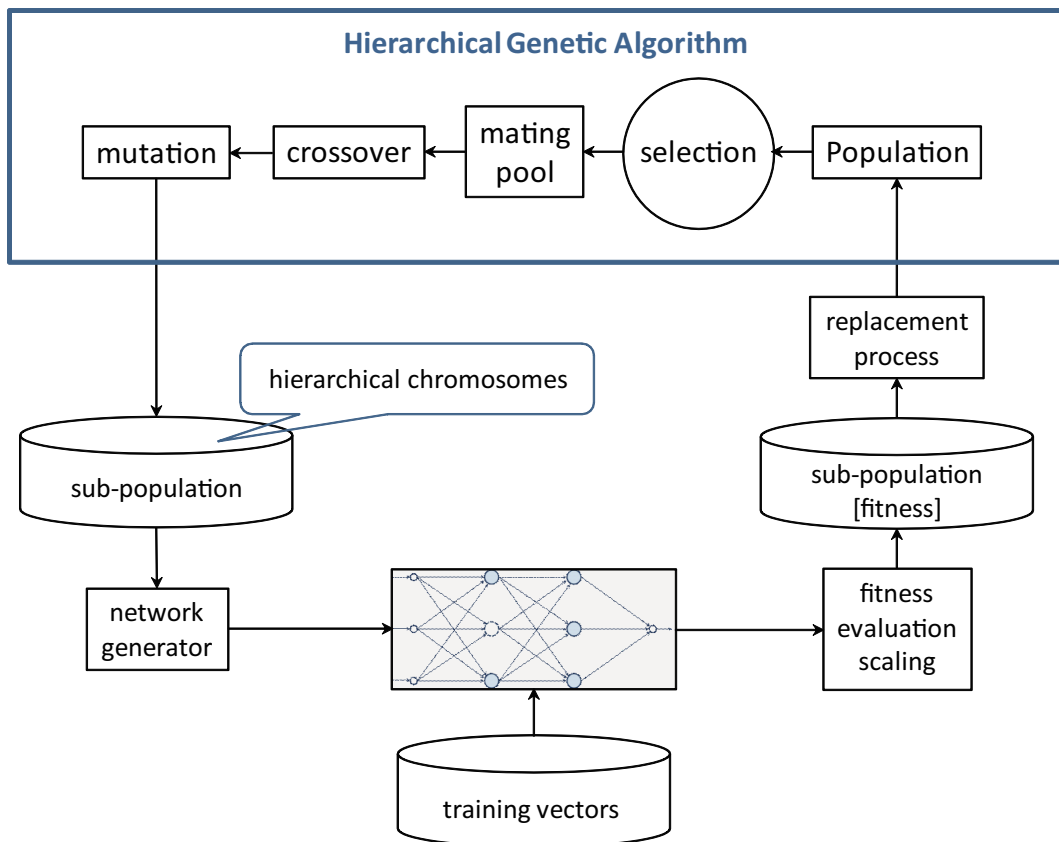 Hierarchical Genetic Algorithm
mutation
crossover
mating
pool
selection
Population
replacement
process
hierarchical chromosomes
sub-population
sub-population
[fitness]
network
generator
fitness
evaluation
scaling
training vectors